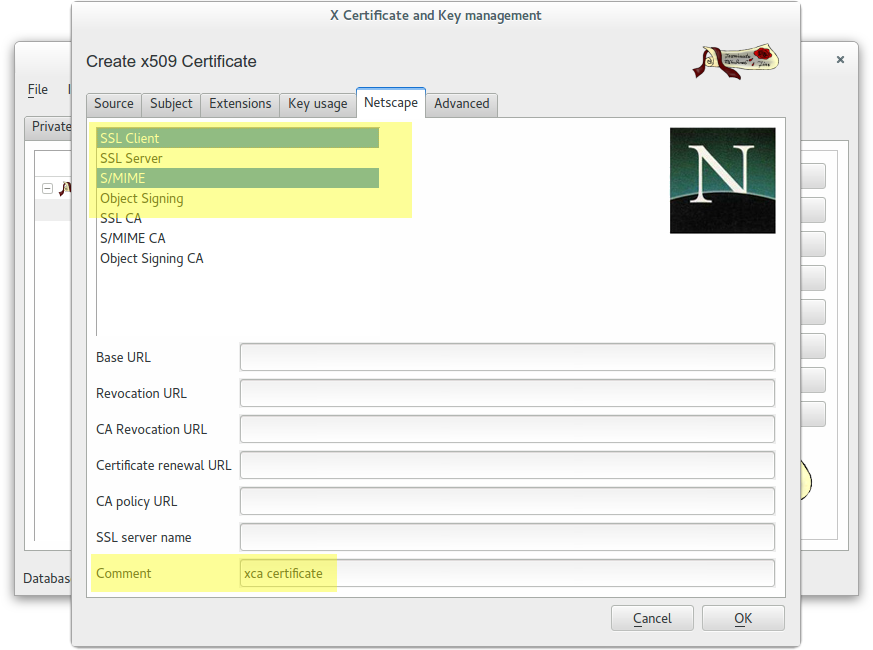 X Certificate and Key management
Create x509 Certificate
File
Source Subject Extensions Key usage Netscape Advanced
Private
SSL Client
SSL Server
S/MIME
Object Signing
SSL CA
S/MIME CA
Object Signing CA
N
Base URL
Revocation URL
CA Revocation URL
Certificate renewal URL
CA policy URL
SSL server name
Comment xca certificate
Databas
Cancel OK